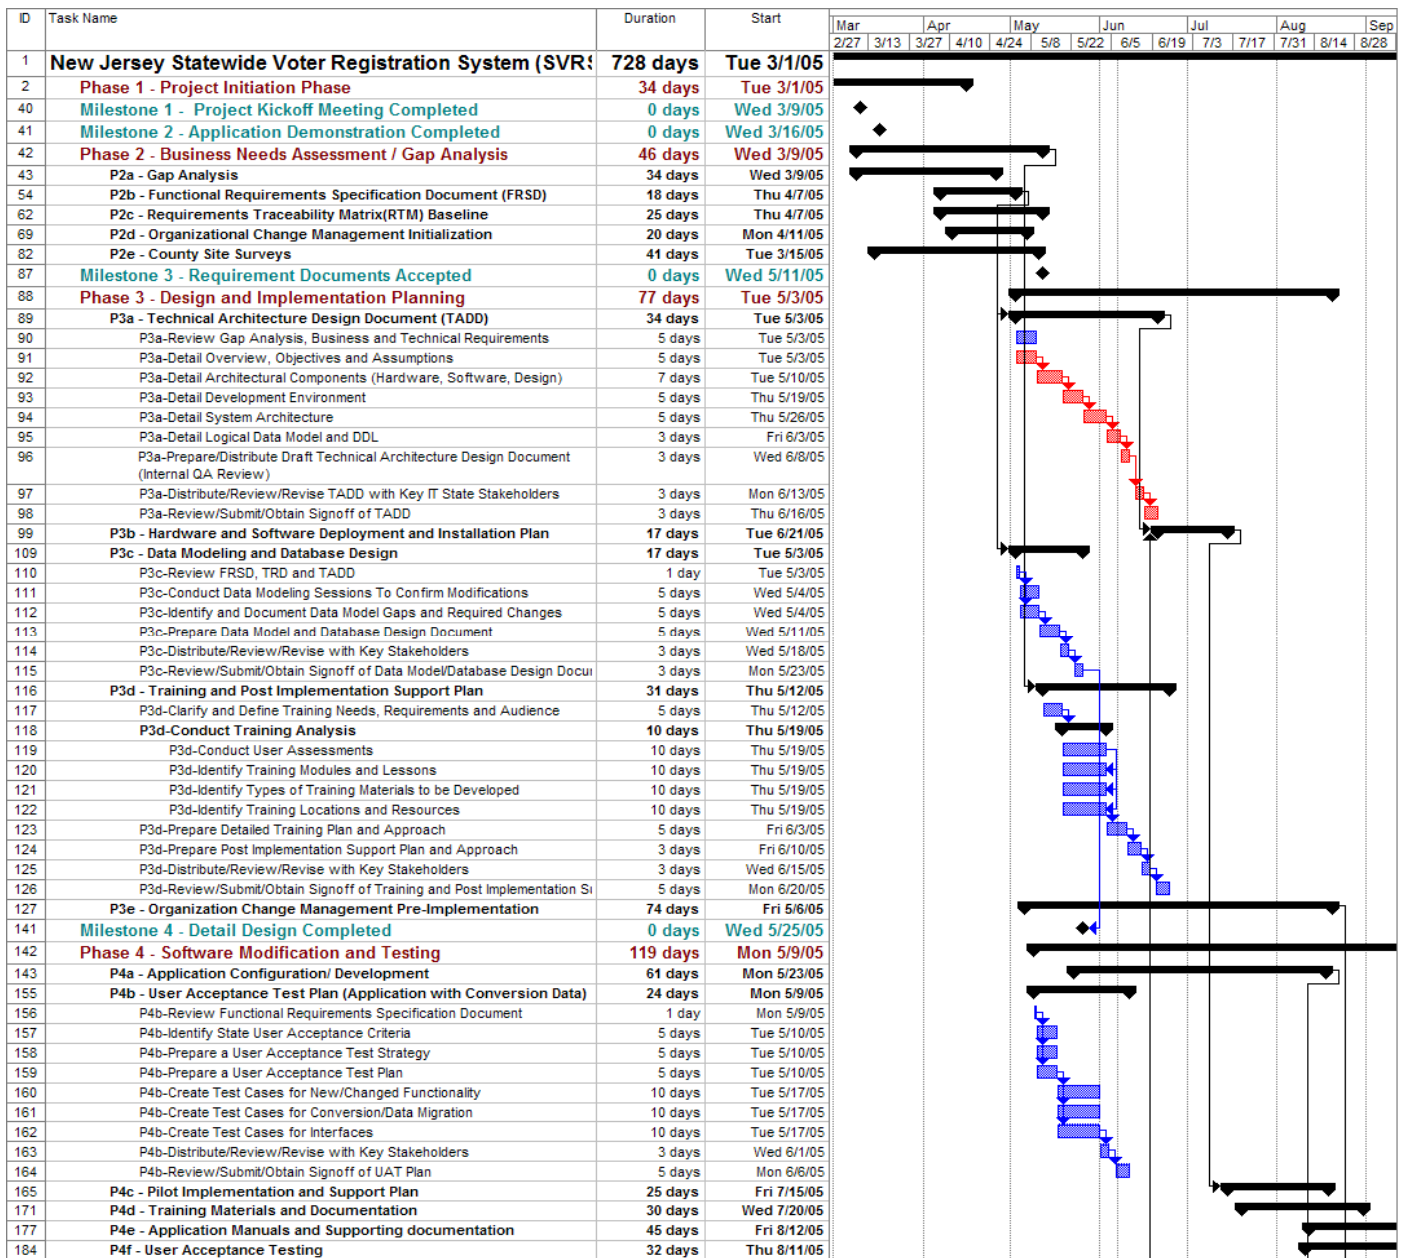 ID Task Name Duration Start Mar Apr May Jun Jul Aug Sep
2/27 3/13 3/27 4/10 4/24 5/8 5/22 6/5 6/19 7/3 7/17 7/31 8/14 8/28
1 New Jersey Statewide Voter Registration System (SVRS 728 days Tue 3/1/05
2 Phase 1 - Project Initiation Phase 34 days Tue 3/1/05
40 Milestone 1 - Project Kickoff Meeting Completed 0 days Wed 3/9/05
41 Milestone 2 - Application Demonstration Completed 0 days Wed 3/16/05
42 Phase 2 - Business Needs Assessment / Gap Analysis 46 days Wed 3/9/05
43 P2a - Gap Analysis 34 days Wed 3/9/05
54 P2b - Functional Requirements Specification Document (FRSD) 18 days Thu 4/7/05
62 P2c - Requirements Traceability Matrix(RTM) Baseline 25 days Thu 4/7/05
69 P2d - Organizational Change Management Initialization 20 days Mon 4/11/05
82 P2e - County Site Surveys 41 days Tue 3/15/05
87 Milestone 3 - Requirement Documents Accepted 0 days Wed 5/11/05
88 Phase 3 - Design and Implementation Planning 77 days Tue 5/3/05
89 P3a - Technical Architecture Design Document (TADD) 34 days Tue 5/3/05
90 P3a-Review Gap Analysis, Business and Technical Requirements 5 days Tue 5/3/05
91 P3a-Detail Overview, Objectives and Assumptions 5 days Tue 5/3/05
92 P3a-Detail Architectural Components (Hardware, Software, Design) 7 days Tue 5/10/05
93 P3a-Detail Development Environment 5 days Thu 5/19/05
94 P3a-Detail System Architecture 5 days Thu 5/26/05
95 P3a-Detail Logical Data Model and DDL 3 days Fri 6/3/05
96 P3a-Prepare/Distribute Draft Technical Architecture Design Document 3 days Wed 6/8/05
(Internal QA Review)
97 P3a-Distribute/Review/Revise TADD with Key IT State Stakeholders 3 days Mon 6/13/05
98 P3a-Review/Submit/Obtain Signoff of TADD 3 days Thu 6/16/05
99 P3b - Hardware and Software Deployment and Installation Plan 17 days Tue 6/21/05
109 P3c - Data Modeling and Database Design 17 days Tue 5/3/05
110 P3c-Review FRSD, TRD and TADD 1 day Tue 5/3/05
111 P3c-Conduct Data Modeling Sessions To Confirm Modifications 5 days Wed 5/4/05
112 P3c-Identify and Document Data Model Gaps and Required Changes 5 days Wed 5/4/05
113 P3c-Prepare Data Model and Database Design Document 5 days Wed 5/11/05
114 P3c-Distribute/Review/Revise with Key Stakeholders 3 days Wed 5/18/05
115 P3c-Review/Submit/Obtain Signoff of Data Model/Database Design Docu 3 days Mon 5/23/05
116 P3d - Training and Post Implementation Support Plan 31 days Thu 5/12/05
117 P3d-Clarify and Define Training Needs, Requirements and Audience 5 days Thu 5/12/05
118 P3d-Conduct Training Analysis 10 days Thu 5/19/05
119 P3d-Conduct User Assessments 10 days Thu 5/19/05
120 P3d-Identify Training Modules and Lessons 10 days Thu 5/19/05
121 P3d-Identify Types of Training Materials to be Developed 10 days Thu 5/19/05
122 P3d-Identify Training Locations and Resources 10 days Thu 5/19/05
123 P3d-Prepare Detailed Training Plan and Approach 5 days Fri 6/3/05
124 P3d-Prepare Post Implementation Support Plan and Approach 3 days Fri 6/10/05
125 P3d-Distribute/Review/Revise with Key Stakeholders 3 days Wed 6/15/05
126 P3d-Review/Submit/Obtain Signoff of Training and Post Implementation Su 5 days Mon 6/20/05
127 P3e - Organization Change Management Pre-Implementation 74 days Fri 5/6/05
141 Milestone 4 - Detail Design Completed 0 days Wed 5/25/05
142 Phase 4 - Software Modification and Testing 119 days Mon 5/9/05
143 P4a - Application Configuration/ Development 61 days Mon 5/23/05
155 P4b - User Acceptance Test Plan (Application with Conversion Data) 24 days Mon 5/9/05
156 P4b-Review Functional Requirements Specification Document 1 day Mon 5/9/05
157 P4b-Identify State User Acceptance Criteria 5 days Tue 5/10/05
158 P4b-Prepare a User Acceptance Test Strategy 5 days Tue 5/10/05
159 P4b-Prepare a User Acceptance Test Plan 5 days Tue 5/10/05
160 P4b-Create Test Cases for New/Changed Functionality 10 days Tue 5/17/05
161 P4b-Create Test Cases for Conversion/Data Migration 10 days Tue 5/17/05
162 P4b-Create Test Cases for Interfaces 10 days Tue 5/17/05
163 P4b-Distribute/Review/Revise with Key Stakeholders 3 days Wed 6/1/05
164 P4b-Review/Submit/Obtain Signoff of UAT Plan 5 days Mon 6/6/05
165 P4c - Pilot Implementation and Support Plan 25 days Fri 7/15/05
171 P4d - Training Materials and Documentation 30 days Wed 7/20/05
177 P4e - Application Manuals and Supporting documentation 45 days Fri 8/12/05
184 P4f - User Acceptance Testing 32 days Thu 8/11/05